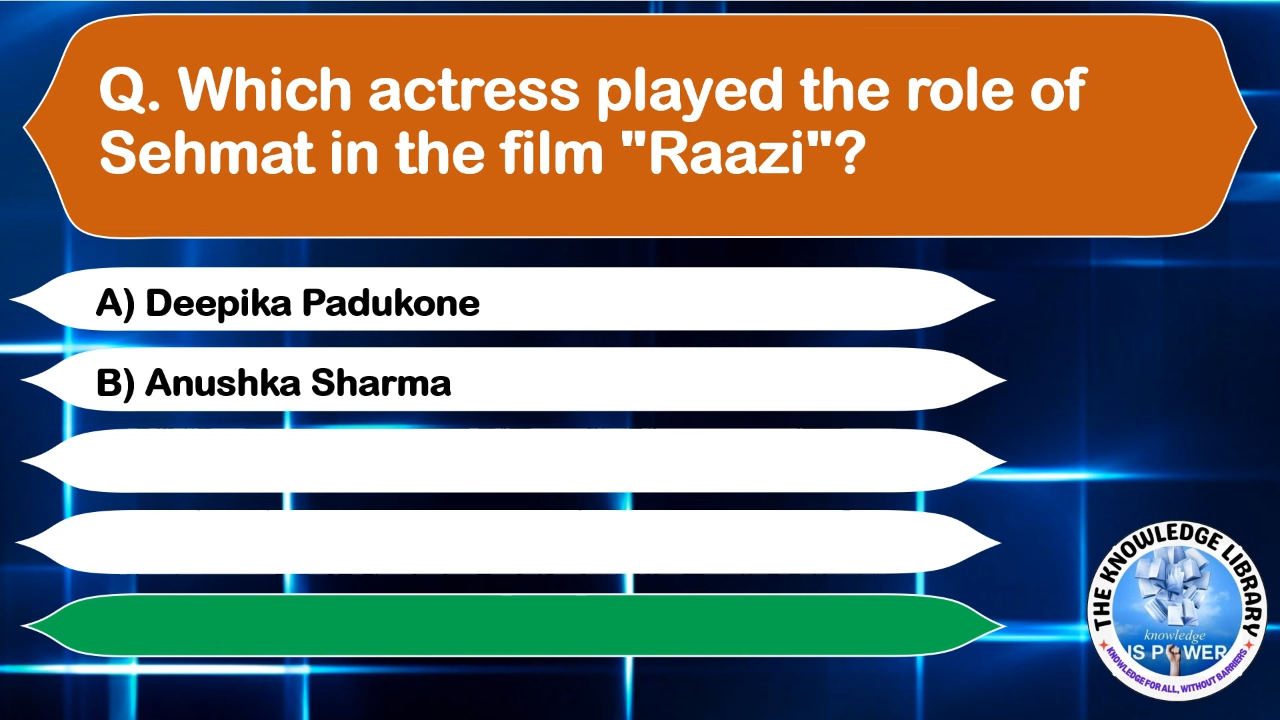 Q. Which actress played the role of
Sehmat in the film "Raazi"?
A) Deepika Padukone
B) Anushka Sharma
THE KNOWLEDGE LIBRARY
knowledge
IS POWER
KNOWLEDGE FOR ALL, WITHOUT BARRIERS